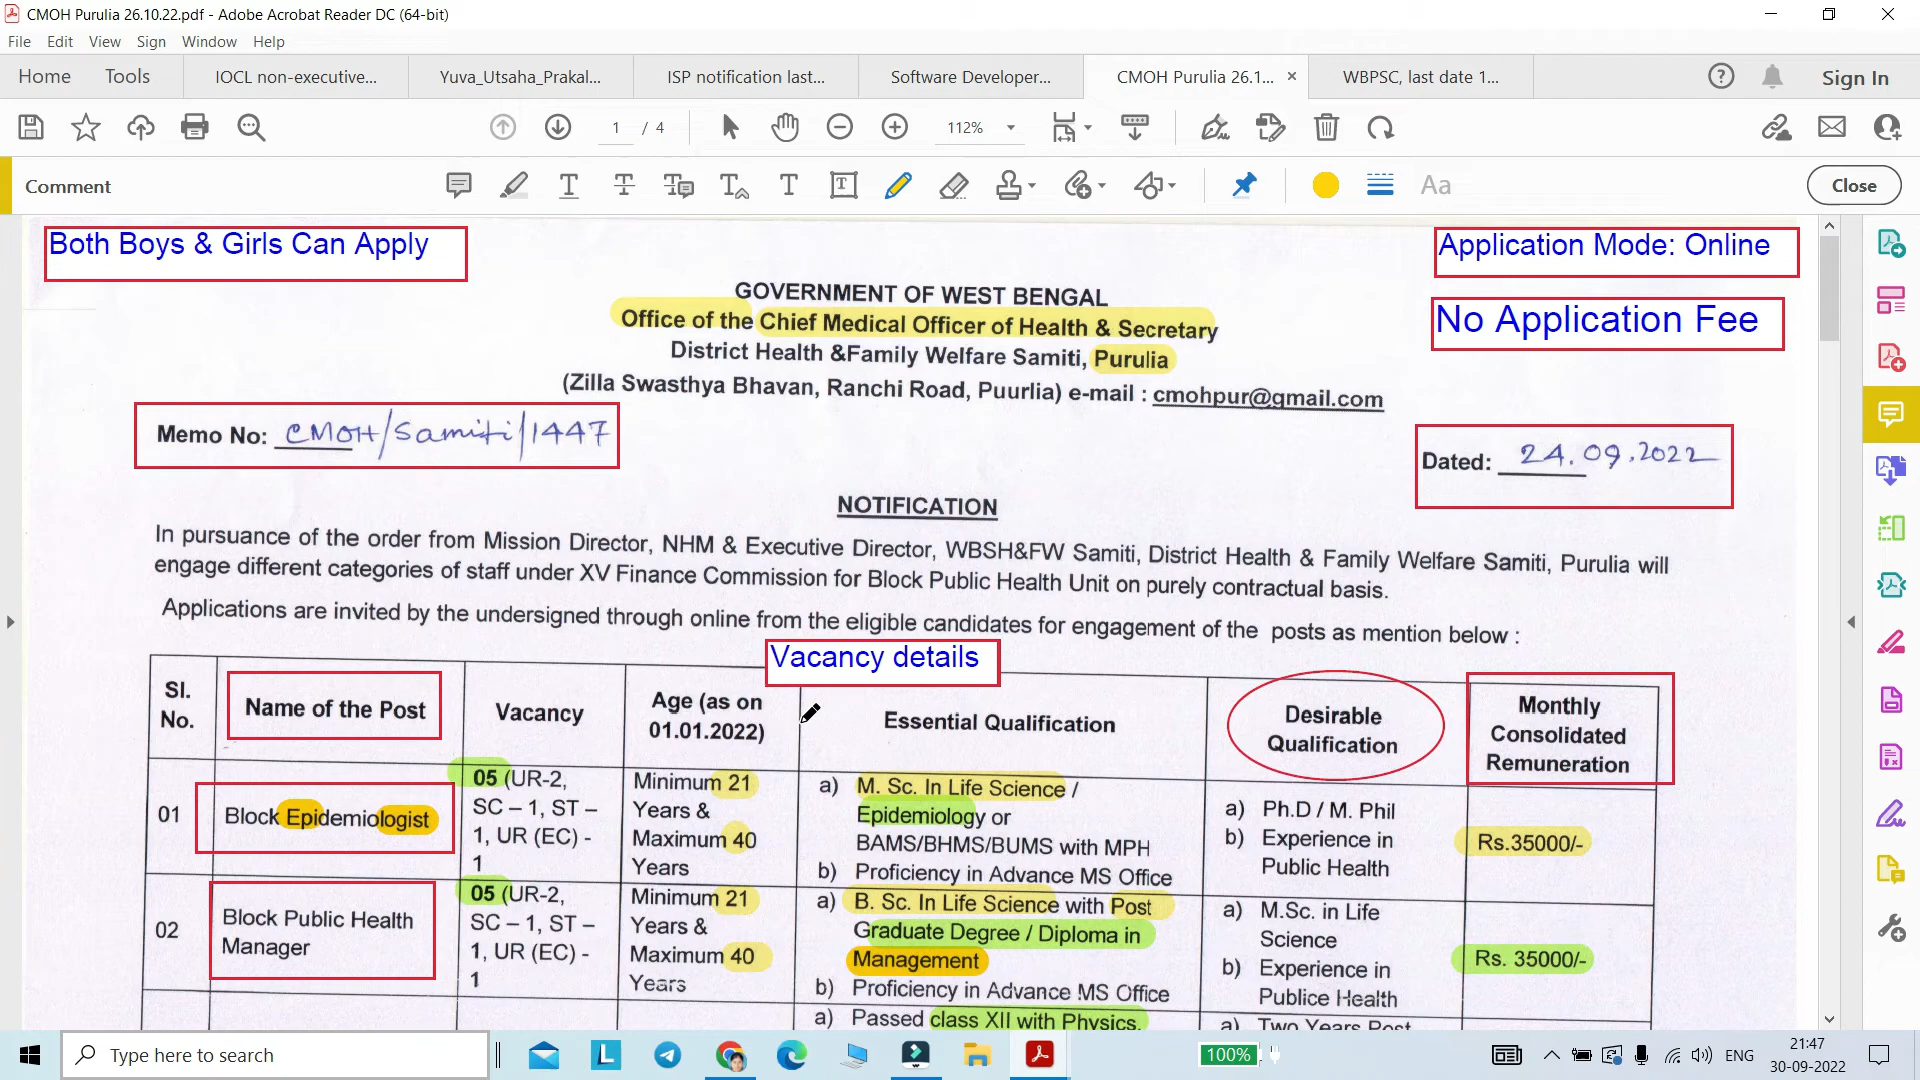 CMOH Purulia 26.10.22.pdf - Adobe Acrobat Reader DC (64-bit)
File Edit View Sign Window Help
Home Tools IOCL non-executive... Yuva_Utsaha_Prakal... ISP notification last... Software Developer... CMOH Purulia 26.1... WBPSC, last date 1... Sign In
1 / 4 112%
Comment Aa Close
Both Boys & Girls Can Apply
Application Mode: Online
No Application Fee
GOVERNMENT OF WEST BENGAL
Office of the Chief Medical Officer of Health & Secretary
District Health &Family Welfare Samiti, Purulia
(Zilla Swasthya Bhavan, Ranchi Road, Puurlia) e-mail : cmohpur@gmail.com
Memo No: CMOH/Samiti/1447
Dated: 24.09.2022
NOTIFICATION
In pursuance of the order from Mission Director, NHM & Executive Director, WBSH&FW Samiti, District Health & Family Welfare Samiti, Purulia will
engage different categories of staff under XV Finance Commission for Block Public Health Unit on purely contractual basis.
Applications are invited by the undersigned through online from the eligible candidates for engagement of the posts as mention below :
Vacancy details
Sl. No.
Name of the Post
Vacancy
Age (as on 01.01.2022)
Essential Qualification
Desirable Qualification
Monthly Consolidated Remuneration
01
Block Epidemiologist
05 (UR-2,
SC – 1, ST –
1, UR (EC) -
1
Minimum 21
Years &
Maximum 40
Years
a) M. Sc. In Life Science /
Epidemiology or
BAMS/BHMS/BUMS with MPH
b) Proficiency in Advance MS Office
a) Ph.D / M. Phil
b) Experience in
Public Health
Rs.35000/-
02
Block Public Health
Manager
05 (UR-2,
SC – 1, ST –
1, UR (EC) -
1
Minimum 21
Years &
Maximum 40
Years
a) B. Sc. In Life Science with Post
Graduate Degree / Diploma in
Management
b) Proficiency in Advance MS Office
a) M.Sc. in Life
Science
b) Experience in
Publice Health
Rs. 35000/-
a) Passed class XII with Physics,
a) Two Years Post
Type here to search
100%
ENG
21:47
30-09-2022